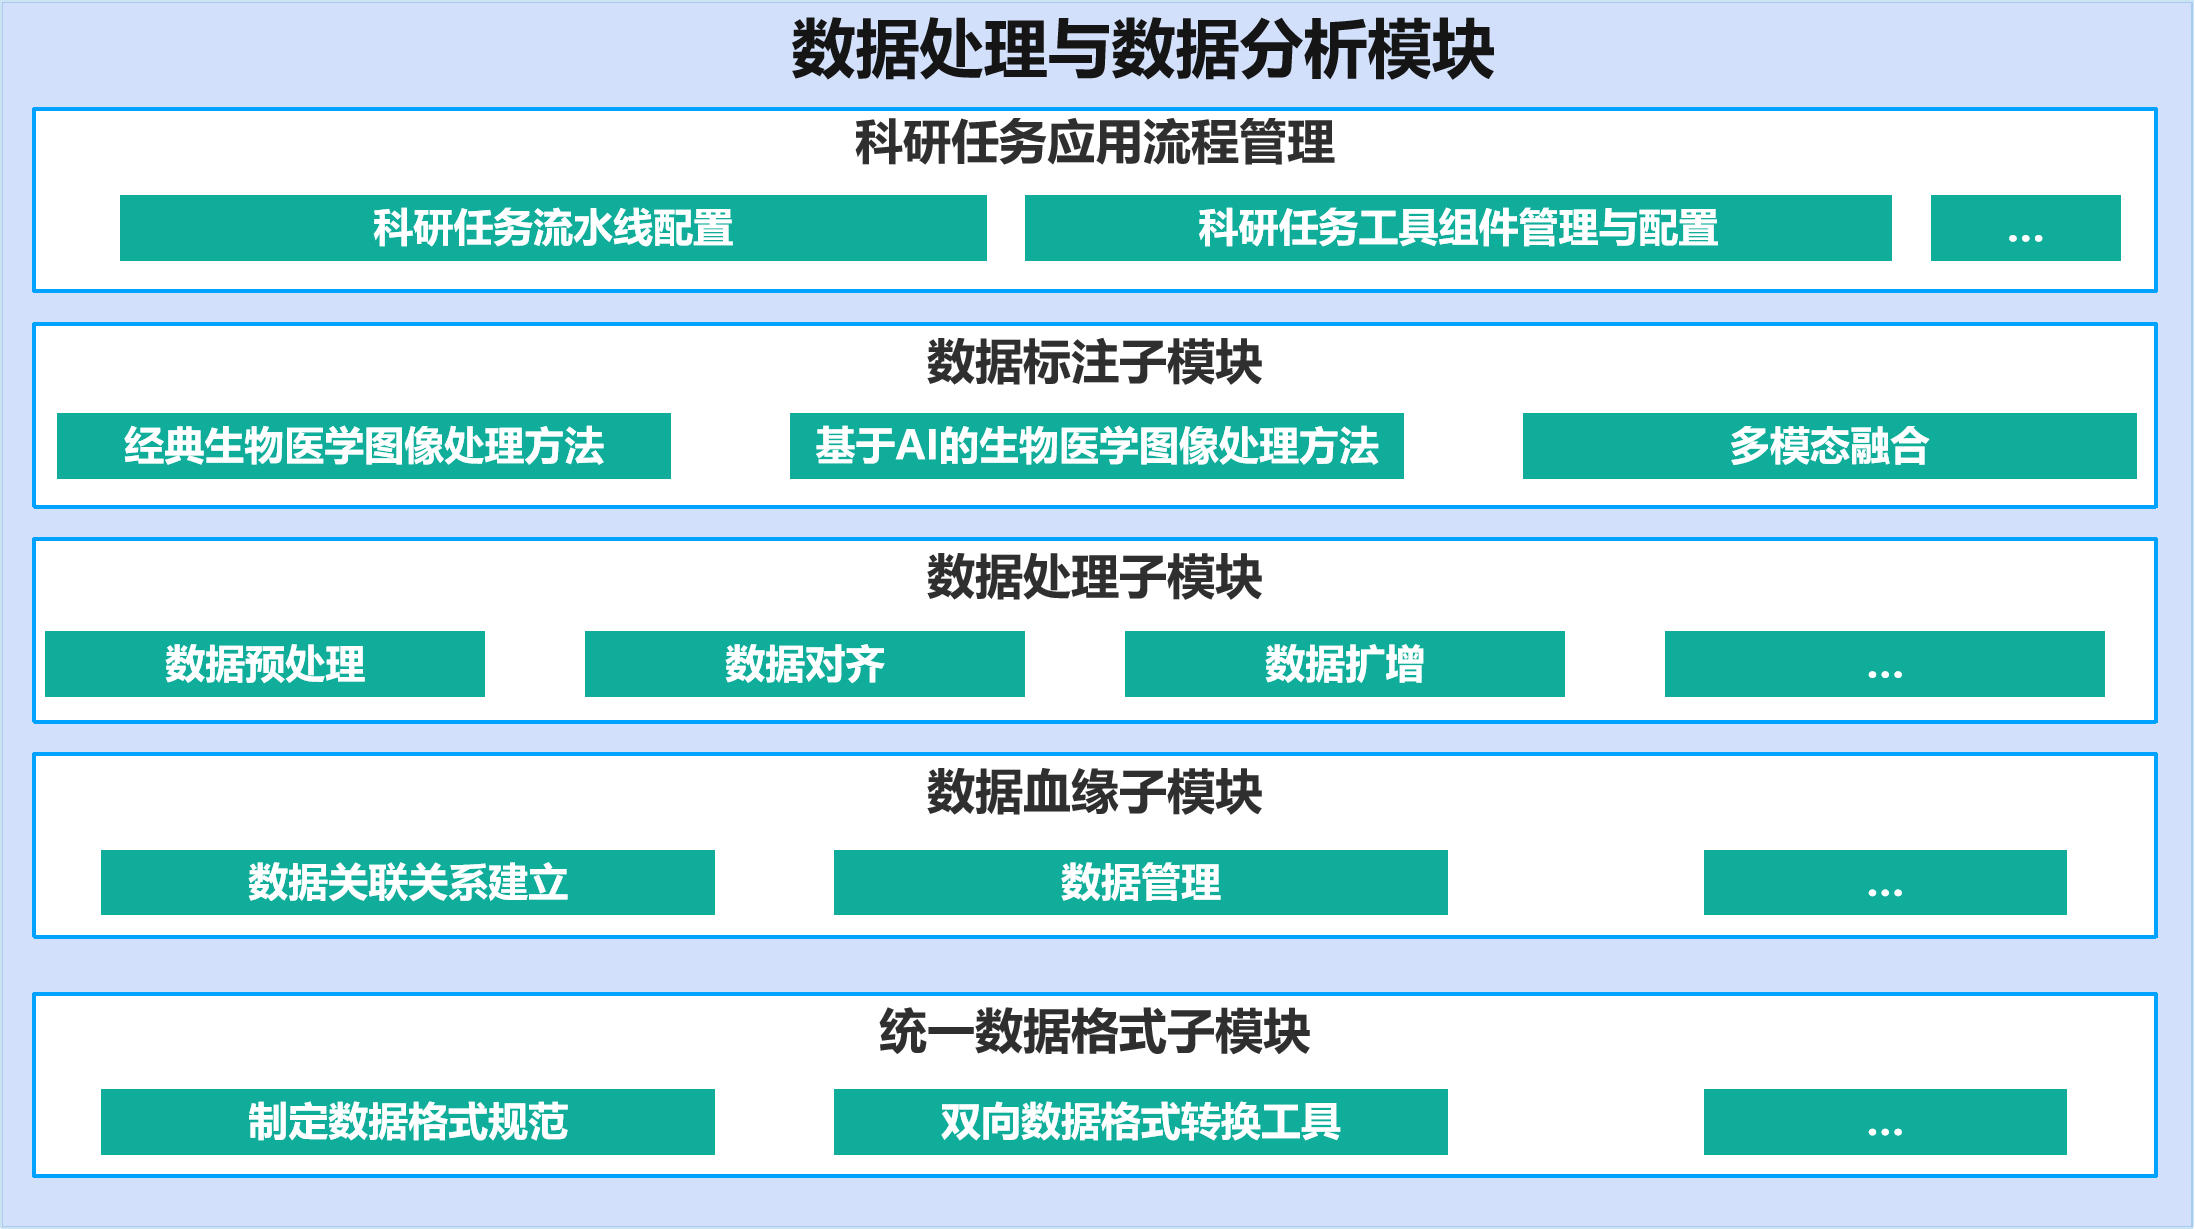 数据处理与数据分析模块
科研任务应用流程管理
科研任务流水线配置
科研任务工具组件管理与配置
...
数据标注子模块
经典生物医学图像处理方法
基于AI的生物医学图像处理方法
多模态融合
数据处理子模块
数据预处理
数据对齐
数据扩增
...
数据血缘子模块
数据关联关系建立
数据管理
...
统一数据格式子模块
制定数据格式规范
双向数据格式转换工具
...